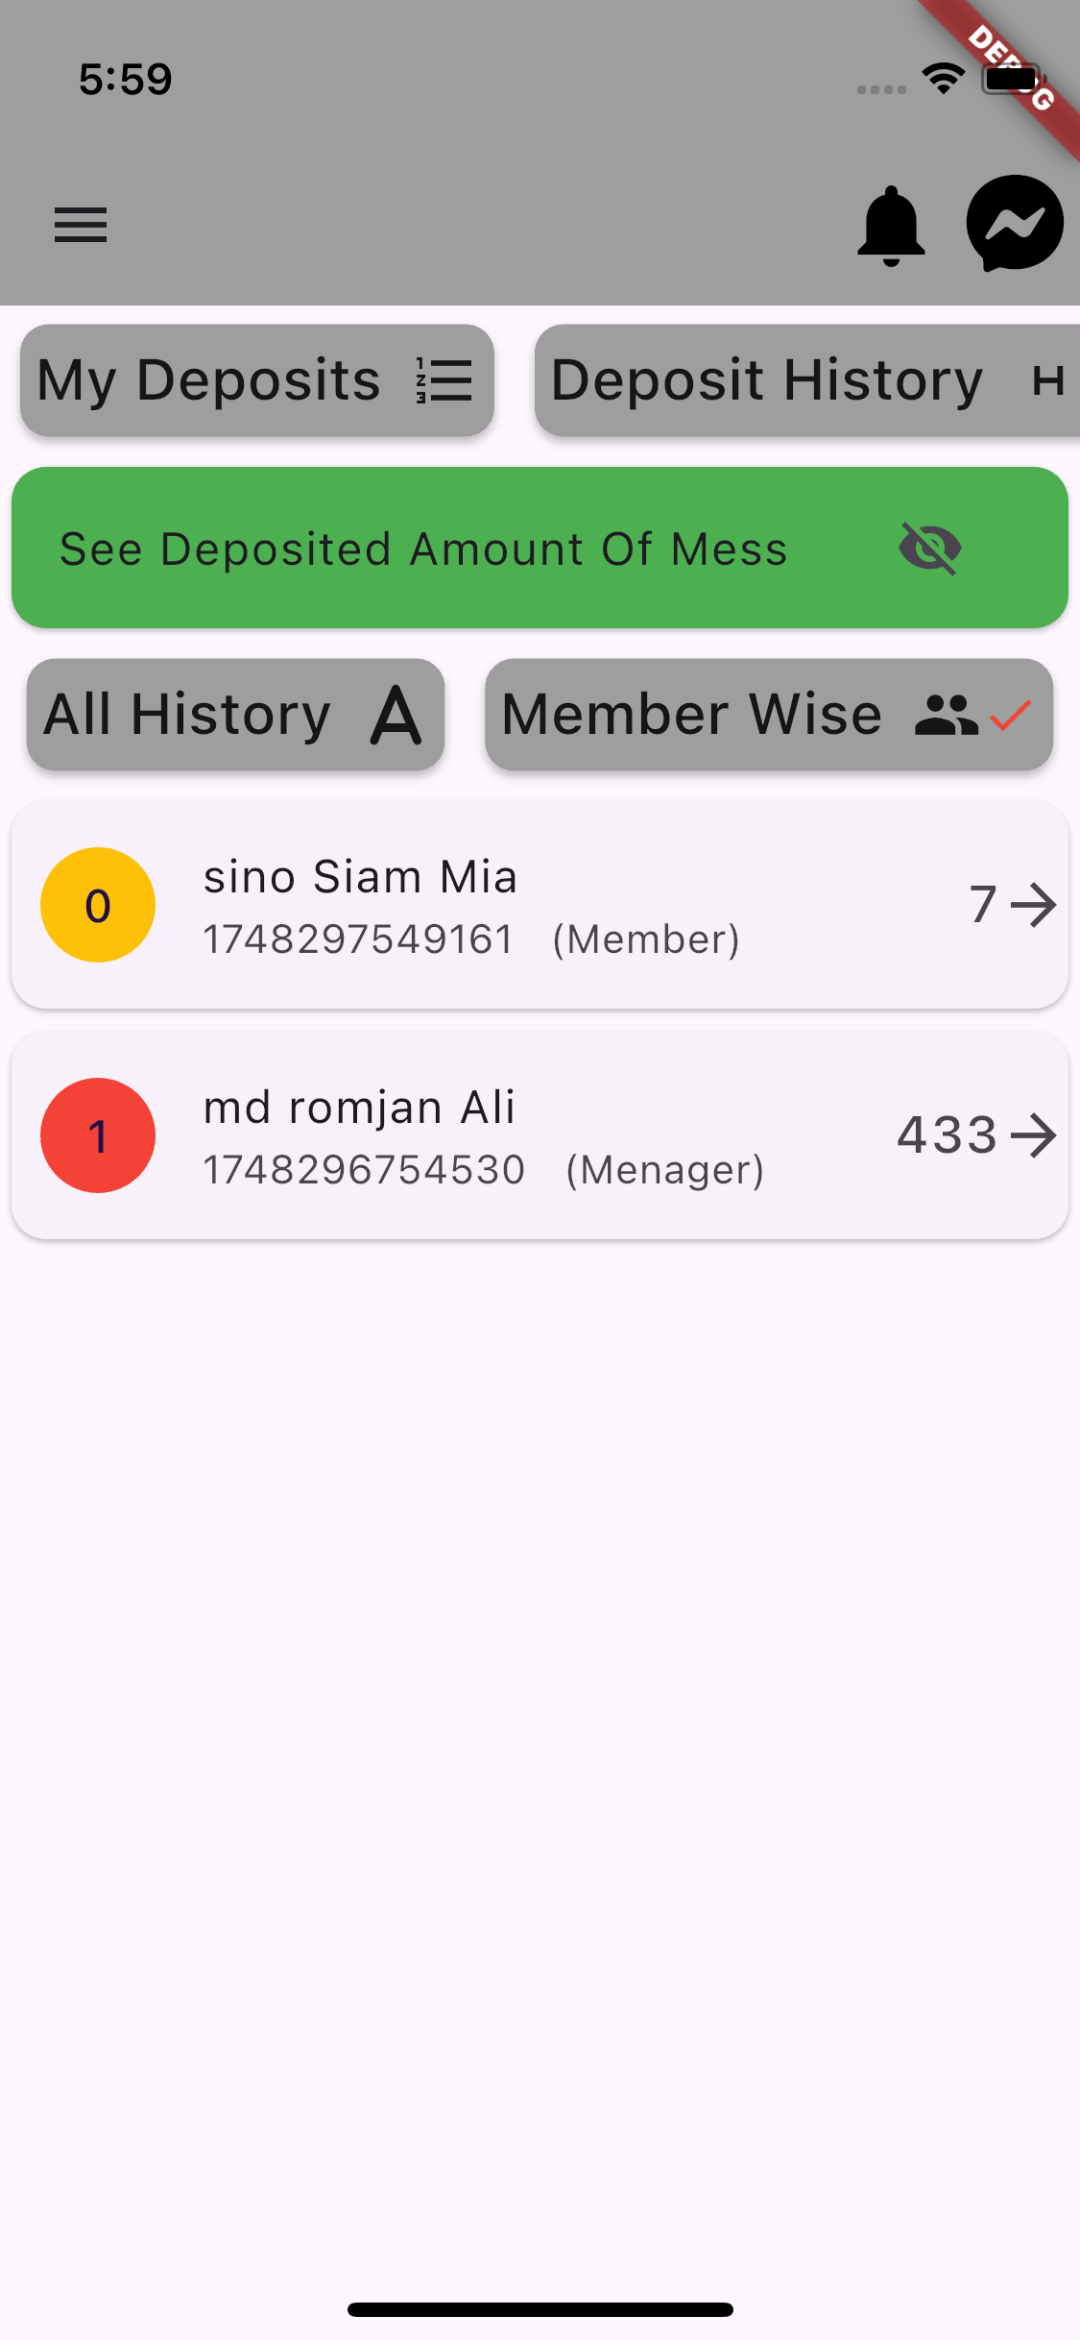 5:59
DEBUG
My Deposits
Deposit History H
See Deposited Amount Of Mess
All History A
Member Wise
0
sino Siam Mia
1748297549161 (Member)
7
1
md romjan Ali
1748296754530 (Menager)
433